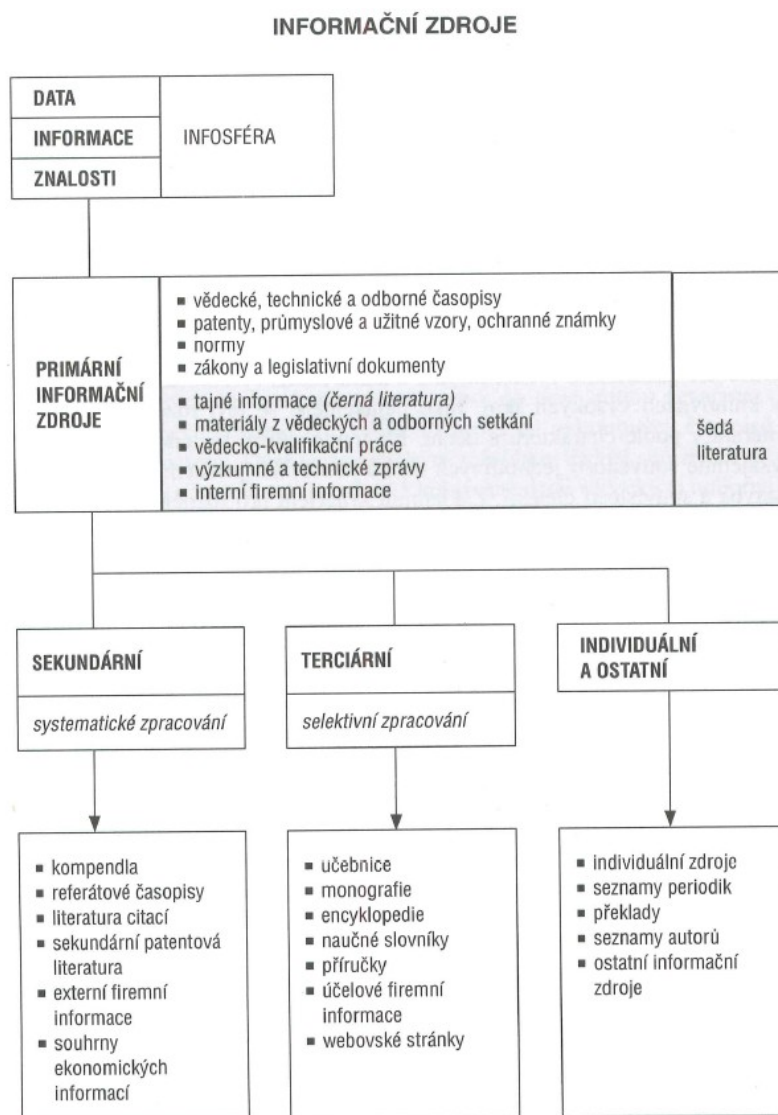 INFORMAČNÍ ZDROJE
DATA
INFORMACE
ZNALOSTI
INFOSFÉRA
PRIMÁRNÍ
INFORMAČNÍ
ZDROJE
▪ vědecké, technické a odborné časopisy
▪ patenty, průmyslové a užitné vzory, ochranné známky
▪ normy
▪ zákony a legislativní dokumenty
▪ tajné informace (černá literatura)
▪ materiály z vědeckých a odborných setkání
▪ vědecko-kvalifikační práce
▪ výzkumné a technické zprávy
▪ interní firemní informace
šedá
literatura
SEKUNDÁRNÍ
systematické zpracování
▪ kompendla
▪ referátové časopisy
▪ literatura citací
▪ sekundární patentová
literatura
▪ externí firemní
informace
▪ souhrny
ekonomických
informací
TERCIÁRNÍ
selektivní zpracování
▪ učebnice
▪ monografie
▪ encyklopedie
▪ naučné slovníky
▪ příručky
▪ účelové firemní
informace
▪ webovské stránky
INDIVIDUÁLNÍ
A OSTATNÍ
▪ individuální zdroje
▪ seznamy periodik
▪ překlady
▪ seznamy autorů
▪ ostatní informační
zdroje